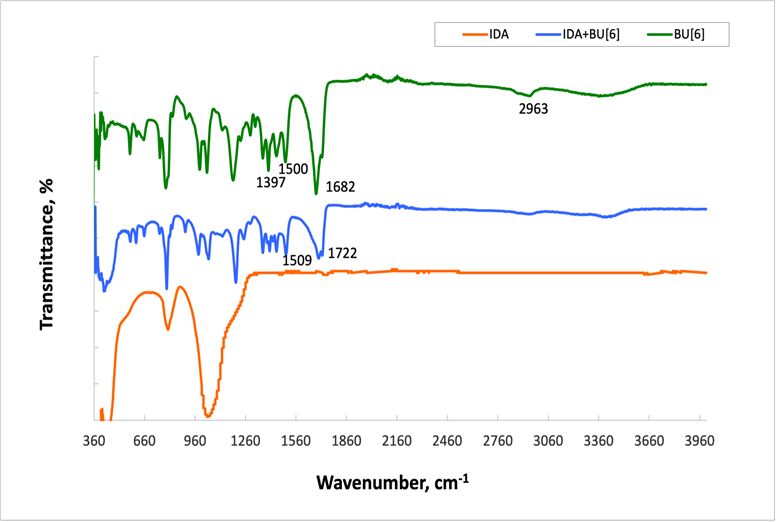 IDA IDA+BU[6] BU[6]
2963
1500
1397 1682
1509 1722
Transmittance, %
360 660 960 1260 1560 1860 2160 2460 2760 3060 3360 3660 3960
Wavenumber, cm-1